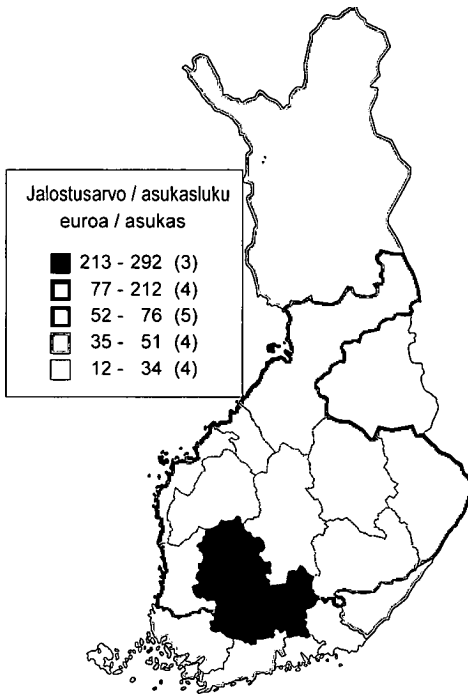 Jalostusarvo / asukasluku
euroa / asukas
213 - 292 (3)
77 - 212 (4)
52 - 76 (5)
35 - 51 (4)
12 - 34 (4)